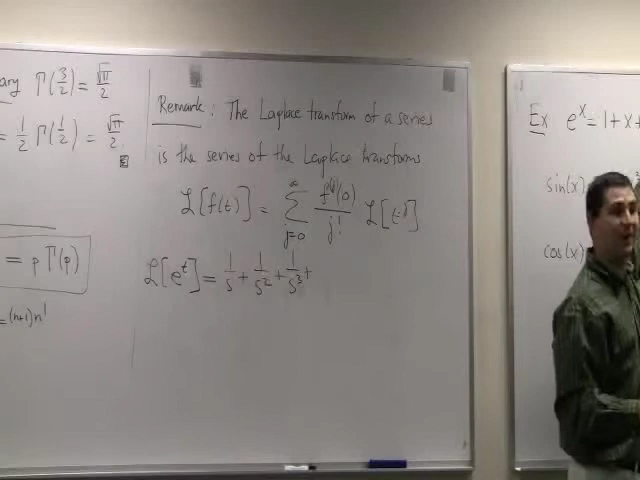 ary Γ(3/2) = √π/2
= 1/2 Γ(1/2) = √π/2
= p Γ(p)
=(n+1)n!
Remark: The Laplace transform of a series
is the series of the Laplace transforms
ℒ[f(t)] = ∑_{j=0}^{∞} f^{(j)}(0)/j! ℒ[t^j]
ℒ[e^t] = 1/s + 1/s² + 1/s³ +
Ex e^x = 1 + x +
sin(x)
cos(x)